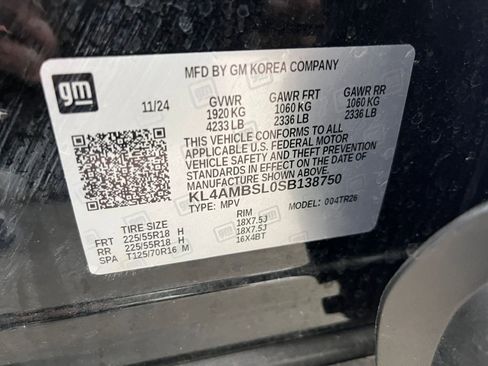 MFD BY GM KOREA COMPANY
gm
11/24 GVWR GAWR FRT GAWR RR
1920 KG 1060 KG 1060 KG
4233 LB 2336 LB 2336 LB
THIS VEHICLE CONFORMS TO ALL
APPLICABLE U.S. FEDERAL MOTOR
VEHICLE SAFETY, BUMPER, AND THEFT
PREVENTION STANDARDS IN EFFECT
ON THE DATE OF MANUFACTURE
SHOWN ABOVE.
KL4AMBSL0SB138750
TYPE: MPV MODEL: 004TR26
TIRE SIZE RIM
FRT 225/55R18 H 18X7.5J
RR 225/55R18 H 18X7.5J
SPA T125/70R16 M 16X4BT